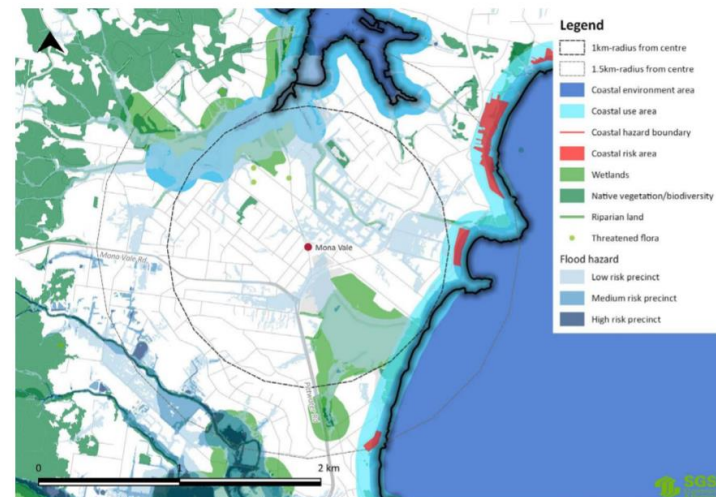 Legend
1km-radius from centre
1.5km-radius from centre
Coastal environment area
Coastal use area
Coastal hazard boundary
Coastal risk area
Wetlands
Native vegetation/biodiversity
Riparian land
Threatened flora
Flood hazard
Low risk precinct
Medium risk precinct
High risk precinct
Mona Vale
Mona Vale Rd
0 1 2 km
SGS